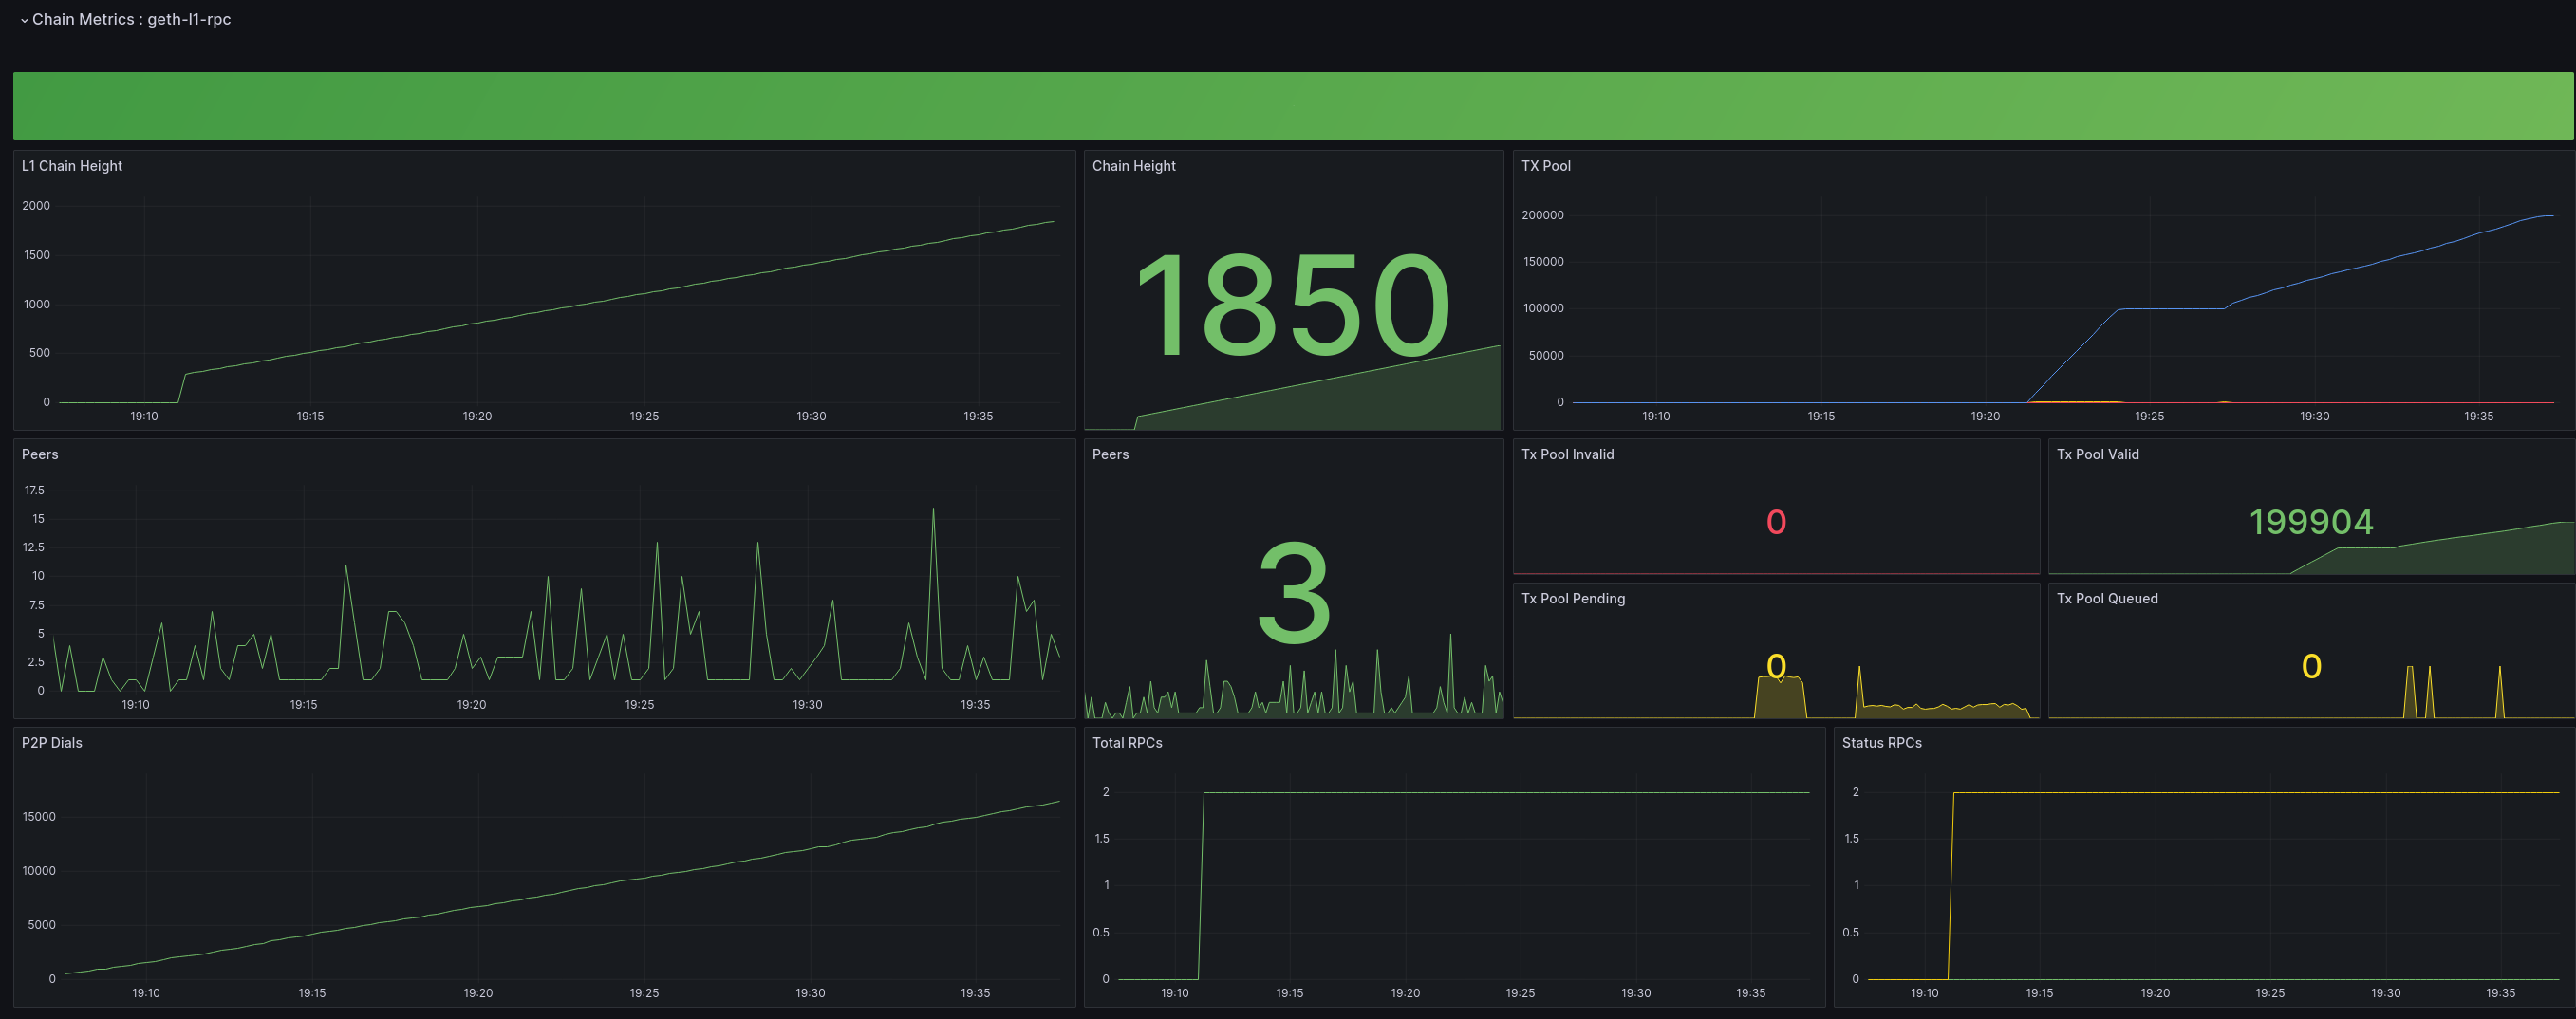 Chain Metrics : geth-l1-rpc
L1 Chain Height
2000
1500
1000
500
0
19:10 19:15 19:20 19:25 19:30 19:35
Chain Height
1850
TX Pool
200000
150000
100000
50000
0
19:10 19:15 19:20 19:25 19:30 19:35
Peers
17.5
15
12.5
10
7.5
5
2.5
0
19:10 19:15 19:20 19:25 19:30 19:35
Peers
3
Tx Pool Invalid
0
Tx Pool Valid
199904
Tx Pool Pending
0
Tx Pool Queued
0
P2P Dials
15000
10000
5000
0
19:10 19:15 19:20 19:25 19:30 19:35
Total RPCs
2
1.5
1
0.5
0
19:10 19:15 19:20 19:25 19:30 19:35
Status RPCs
2
1.5
1
0.5
0
19:10 19:15 19:20 19:25 19:30 19:35